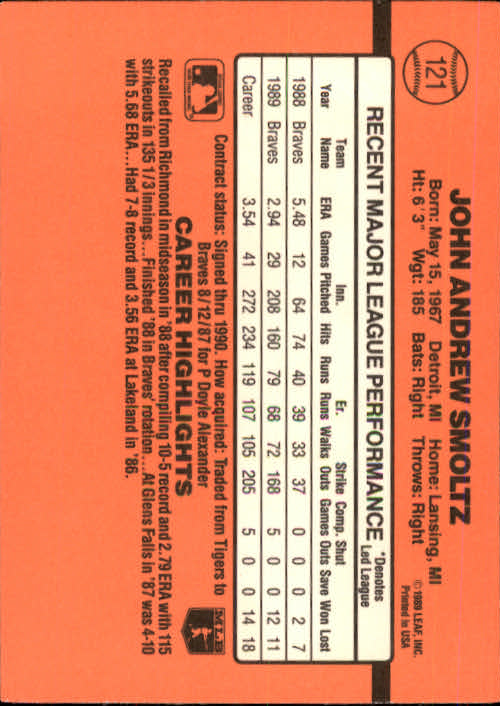 121
JOHN ANDREW SMOLTZ
Born: May 15, 1967 Detroit, MI Home: Lansing, MI
Ht: 6'3" Wgt: 185 Bats: Right Throws: Right
©1989 LEAF, INC.
Printed in USA
RECENT MAJOR LEAGUE PERFORMANCE
*Denotes
Led League
Team Inn. Er. Strike Comp. Shut
Year Name ERA Games Pitched Hits Runs Runs Walks Outs Games Outs Save Won Lost
1988 Braves 5.48 12 64 74 40 39 33 37 0 0 0 2 7
1989 Braves 2.94 29 208 160 79 68 72 168 5 0 0 12 11
Career 3.54 41 272 234 119 107 105 205 5 0 0 14 18
Contract status: Signed thru 1990. How acquired: Traded from Tigers to
Braves 8/12/87 for P Doyle Alexander
MLB
CAREER HIGHLIGHTS
Recalled from Richmond in midseason in '88 after compiling 10-5 record and 2.79 ERA with 115
strikeouts in 135 1/3 innings...Finished '88 in Braves' rotation...At Glens Falls in '87 was 4-10
with 5.68 ERA...Had 7-8 record and 3.56 ERA at Lakeland in '86.